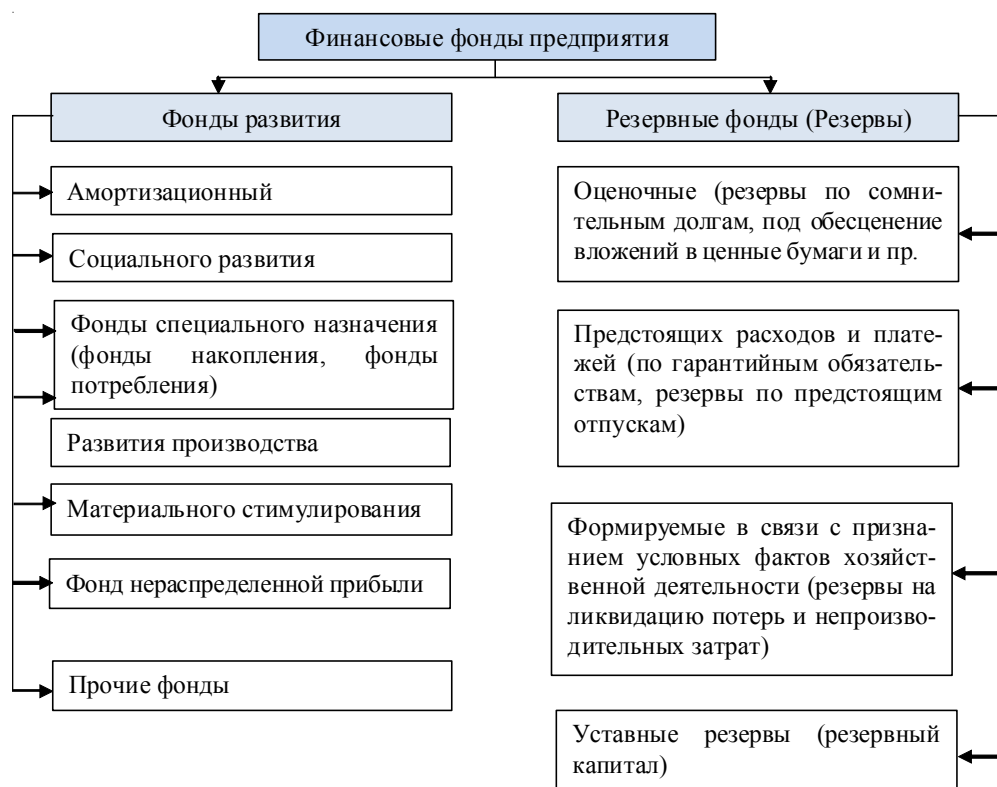 Финансовые фонды предприятия
Фонды развития
Амортизационный
Социального развития
Фонды специального назначения
(фонды накопления, фонды
потребления)
Развития производства
Материального стимулирования
Фонд нераспределенной прибыли
Прочие фонды
Резервные фонды (Резервы)
Оценочные (резервы по сомни-
тельным долгам, под обесценение
вложений в ценные бумаги и пр.
Предстоящих расходов и плате-
жей (по гарантийным обязатель-
ствам, резервы по предстоящим
отпускам)
Формируемые в связи с призна-
нием условных фактов хозяйст-
венной деятельности (резервы на
ликвидацию потерь и непроизво-
дительных затрат)
Уставные резервы (резервный
капитал)